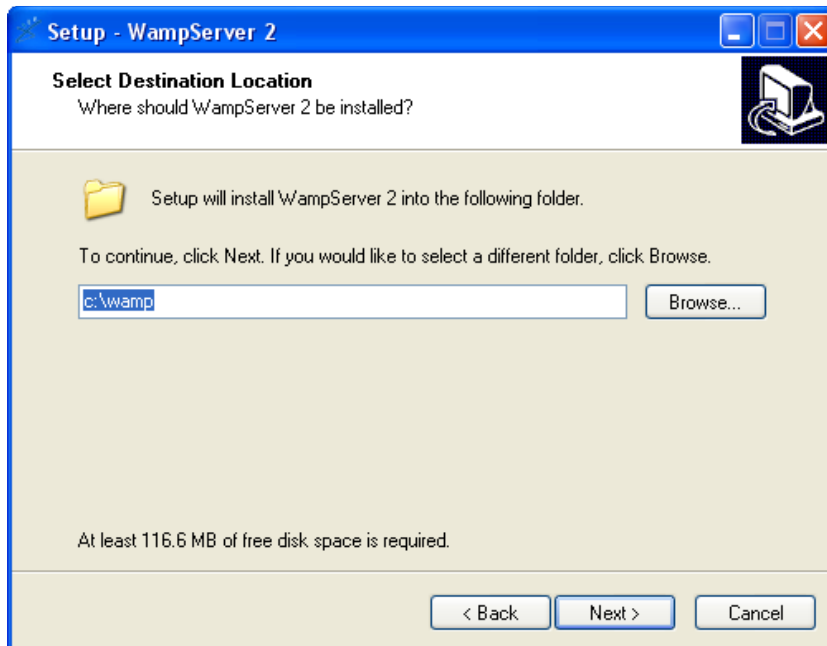 Setup - WampServer 2
Select Destination Location
Where should WampServer 2 be installed?
Setup will install WampServer 2 into the following folder.
To continue, click Next. If you would like to select a different folder, click Browse.
c:\wamp
Browse...
At least 116.6 MB of free disk space is required.
< Back
Next >
Cancel